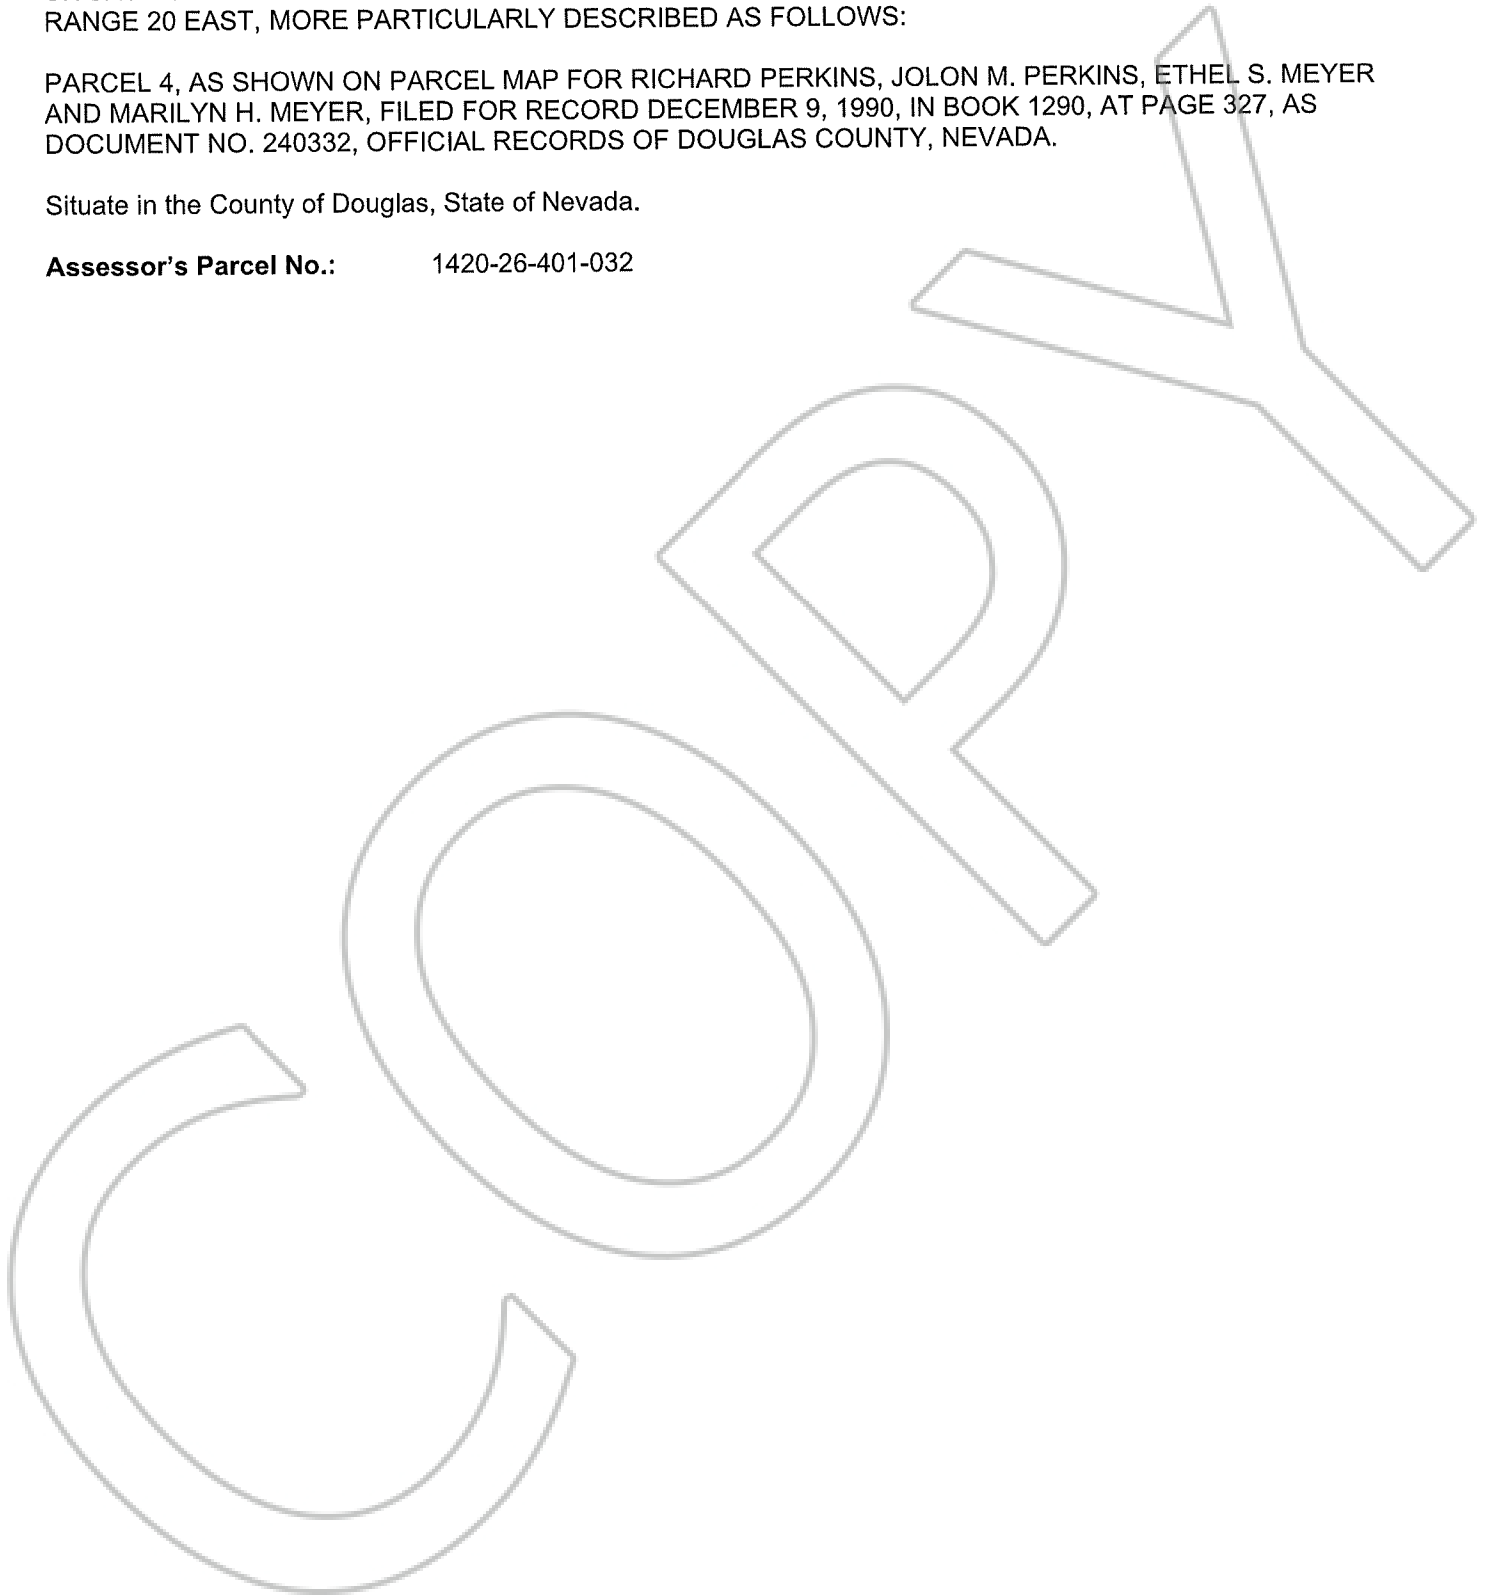 RANGE 20 EAST, MORE PARTICULARLY DESCRIBED AS FOLLOWS:
PARCEL 4, AS SHOWN ON PARCEL MAP FOR RICHARD PERKINS, JOLON M. PERKINS, ETHEL S. MEYER
AND MARILYN H. MEYER, FILED FOR RECORD DECEMBER 9, 1990, IN BOOK 1290, AT PAGE 327, AS
DOCUMENT NO. 240332, OFFICIAL RECORDS OF DOUGLAS COUNTY, NEVADA.
Situate in the County of Douglas, State of Nevada.
Assessor's Parcel No.: 1420-26-401-032
COPY